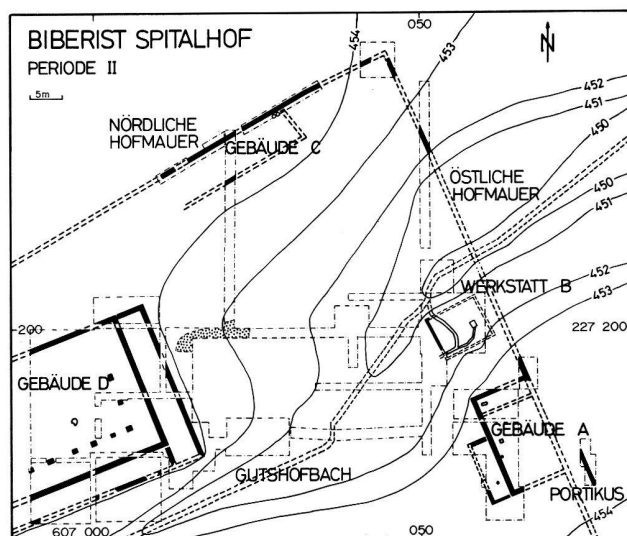 BIBERIST SPITALHOF
PERIODE II
5m
050
N
454
453
452
451
450
NÖRDLICHE
HOFMAUER
GEBÄUDE C
ÖSTLICHE
HOFMAUER
450
451
452
453
WERKSTATT B
200
227 200
GEBÄUDE D
GEBÄUDE A
GUTSHOFBACH
PORTIKUS
607 000
050
454